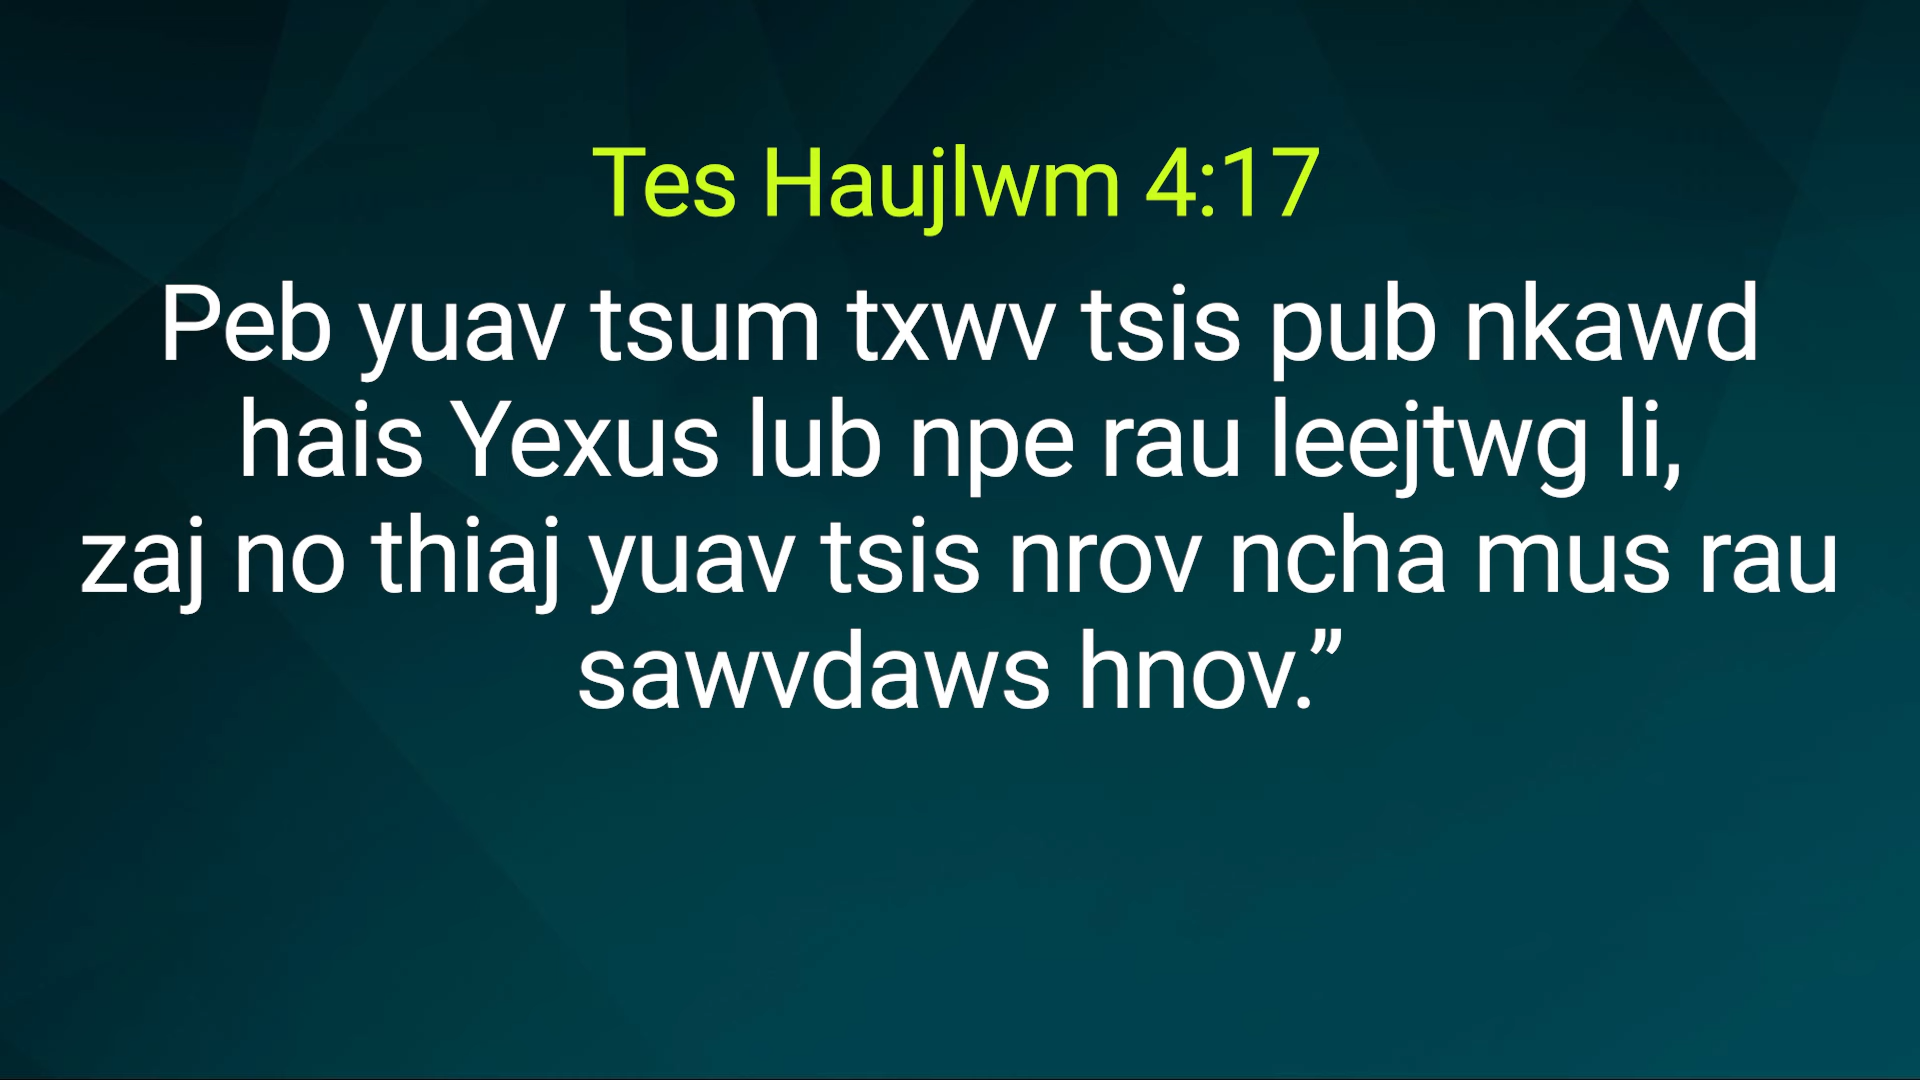 Tes Haujlwm 4:17
Peb yuav tsum txwv tsis pub nkawd
hais Yexus lub npe rau leejtwg li,
zaj no thiaj yuav tsis nrov ncha mus rau
sawvdaws hnov.”